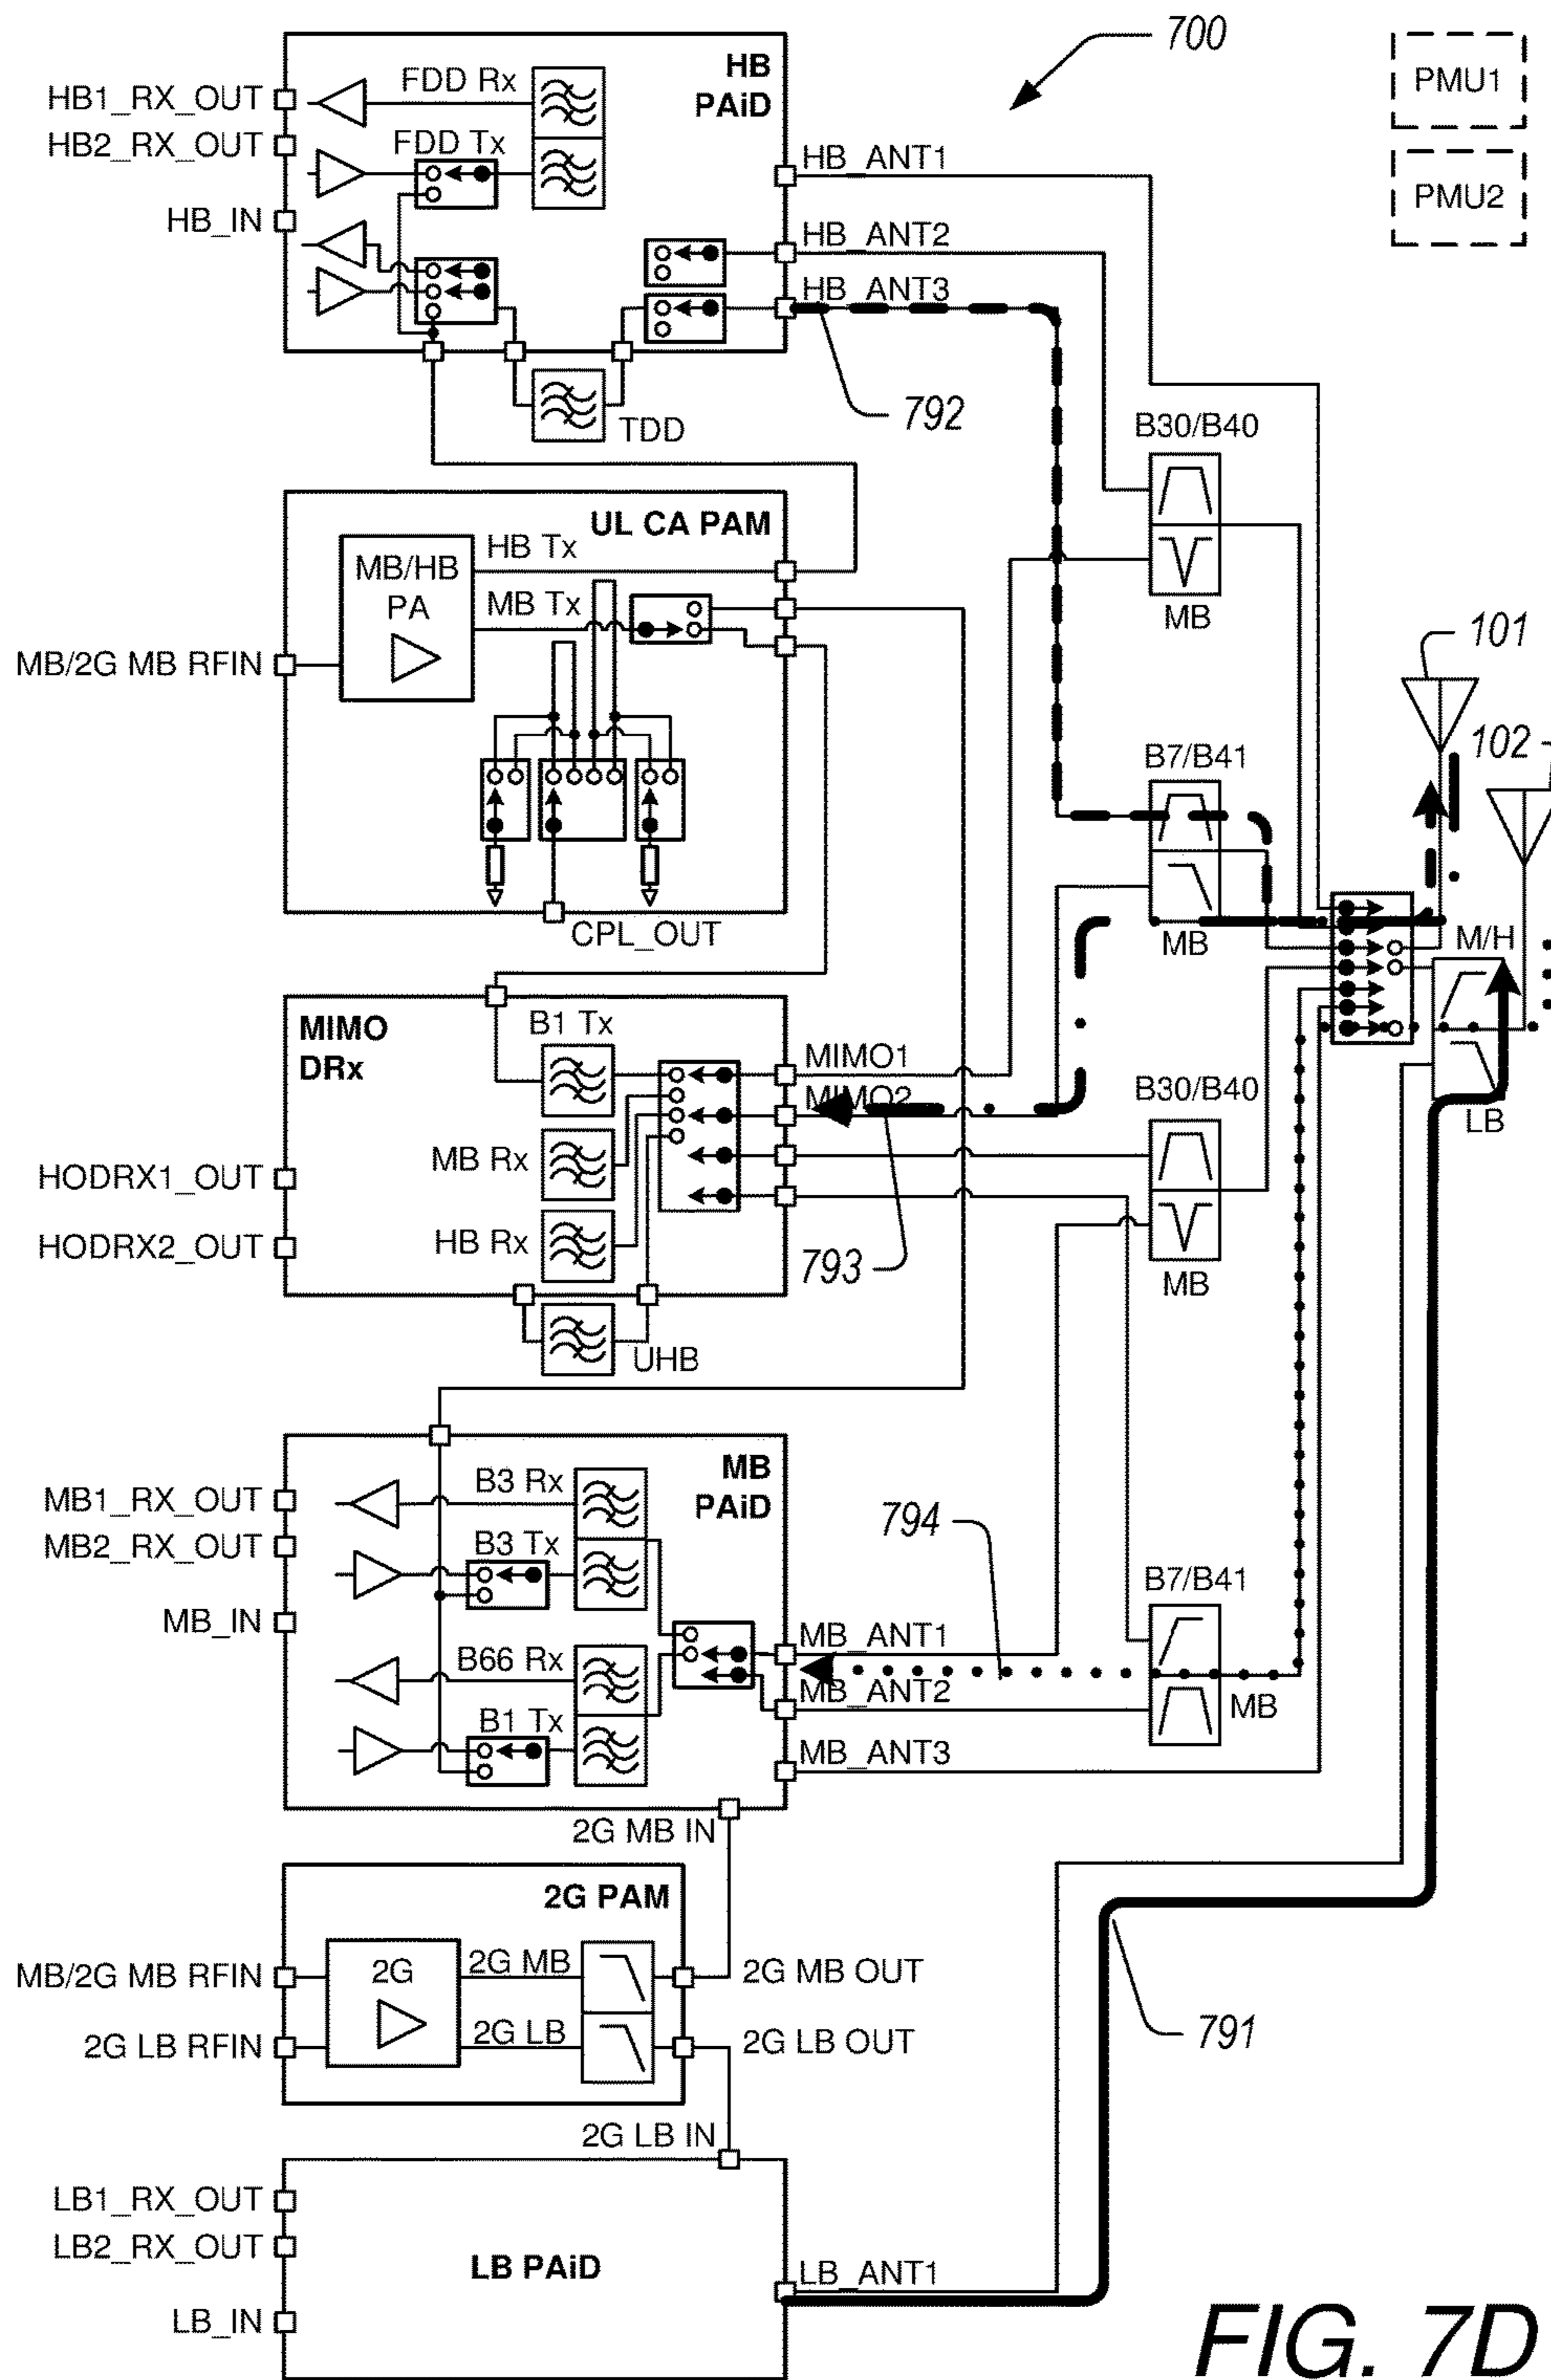 700
PMU1
PMU2
HB
PAiD
HB1_RX_OUT
HB2_RX_OUT
HB_IN
FDD Rx
FDD Tx
HB_ANT1
HB_ANT2
HB_ANT3
TDD
792
B30/B40
MB
UL CA PAM
MB/HB
PA
HB Tx
MB Tx
MB/2G MB RFIN
CPL_OUT
101
102
B7/B41
MB
M/H
LB
MIMO
DRx
B1 Tx
MB Rx
HB Rx
UHB
MIMO1
MIMO2
HODRX1_OUT
HODRX2_OUT
793
B30/B40
MB
MB
PAiD
MB1_RX_OUT
MB2_RX_OUT
MB_IN
B3 Rx
B3 Tx
B66 Rx
B1 Tx
MB_ANT1
MB_ANT2
MB_ANT3
794
B7/B41
MB
2G MB IN
2G PAM
MB/2G MB RFIN
2G LB RFIN
2G
2G MB
2G LB
2G MB OUT
2G LB OUT
791
2G LB IN
LB1_RX_OUT
LB2_RX_OUT
LB_IN
LB PAiD
LB_ANT1
FIG. 7D